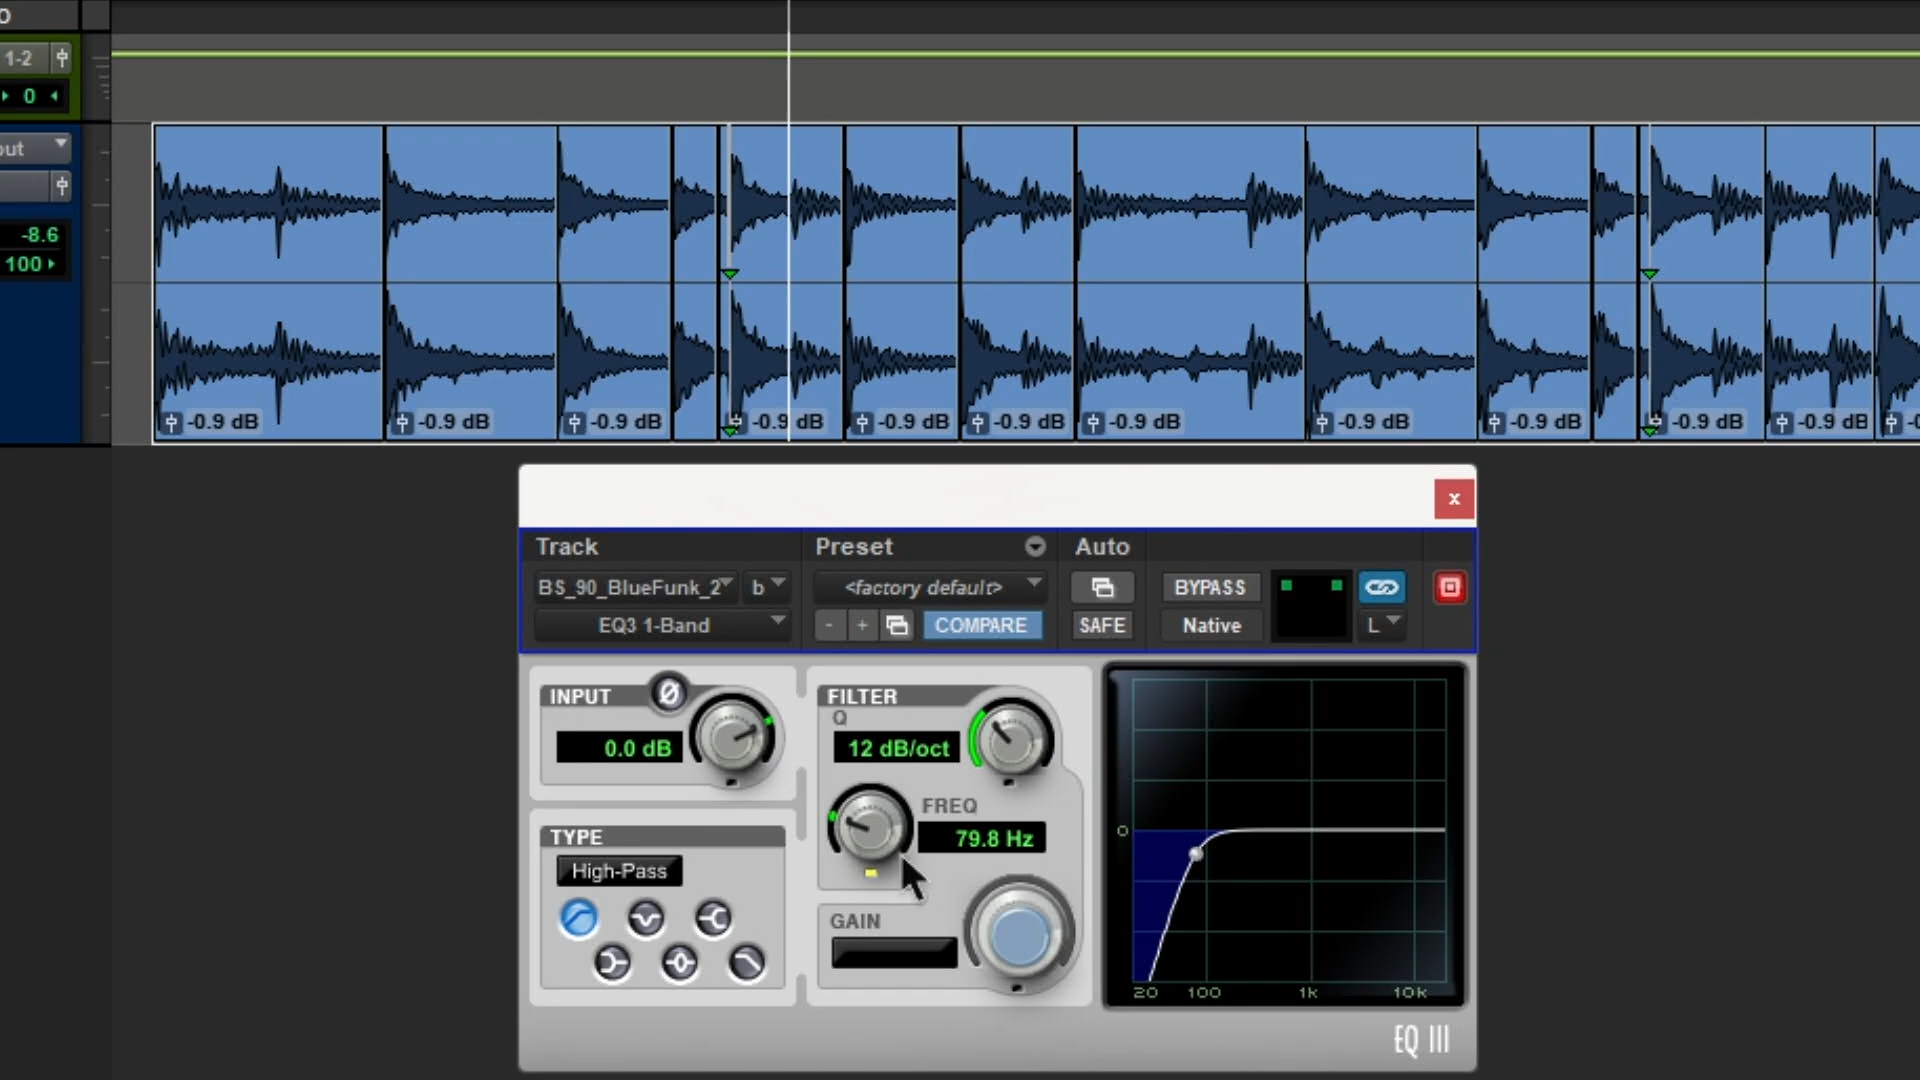 O
1-2
0
out
-8.6
100
-0.9 dB
-0.9 dB
-0.9 dB
-0.9 dB
-0.9 dB
-0.9 dB
-0.9 dB
-0.9 dB
-0.9 dB
-0.9 dB
-0.9 dB
x
Track
Preset
Auto
BS_90_BlueFunk_2
b
<factory default>
BYPASS
EQ3 1-Band
-
+
COMPARE
SAFE
Native
L
INPUT
Ø
0.0 dB
FILTER
Q
12 dB/oct
FREQ
79.8 Hz
TYPE
High-Pass
GAIN
0
20
100
1k
10k
EQ III